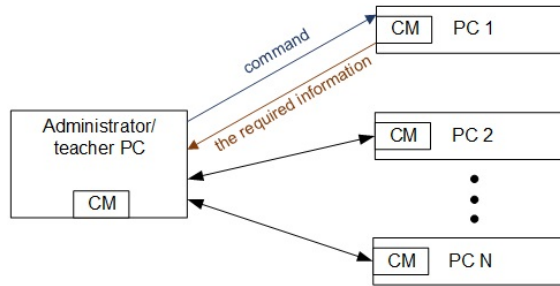 command
the required information
CM PC 1
Administrator/
teacher PC
CM
CM PC 2
CM PC N